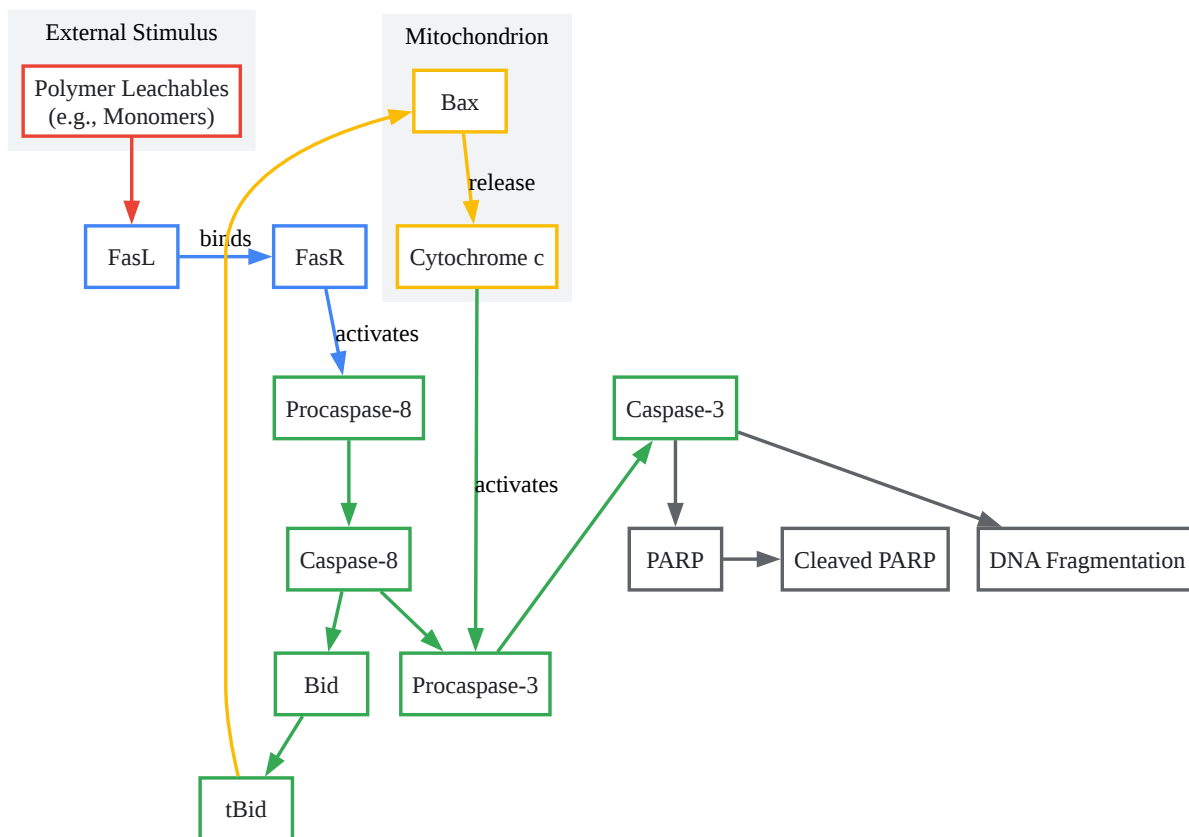 External Stimulus
Mitochondrion
Polymer Leachables
(e.g., Monomers)
Bax
release
FasL
binds
FasR
Cytochrome c
activates
Procaspase-8
Caspase-3
activates
Caspase-8
PARP
Cleaved PARP
DNA Fragmentation
Bid
Procaspase-3
tBid